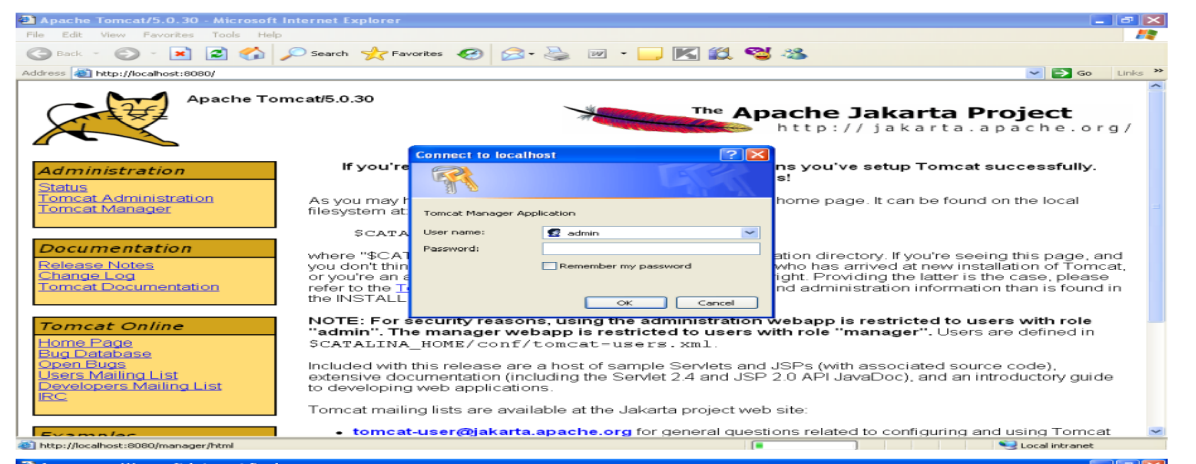 Apache Tomcat/5.0.30 - Microsoft Internet Explorer
File Edit View Favorites Tools Help
Back Search Favorites
Address http://localhost:8080/ Go Links »
Apache Tomcat/5.0.30
The Apache Jakarta Project
http://jakarta.apache.org/
Administration
Status
Tomcat Administration
Tomcat Manager
Documentation
Release Notes
Change Log
Tomcat Documentation
Tomcat Online
Home Page
Bug Database
Open Bugs
Users Mailing List
Developers Mailing List
IRC
Connect to localhost
Tomcat Manager Application
User name: admin
Password:
Remember my password
OK Cancel
If you're ns you've setup Tomcat successfully.
s!
As you may h home page. It can be found on the local
filesystem at:
$CATA
where "$CAT ation directory. If you're seeing this page, and
you don't thin who has arrived at new installation of Tomcat,
or you're an a ight. Providing the latter is the case, please
refer to the T nd administration information than is found in
the INSTALL
NOTE: For security reasons, using the administration webapp is restricted to users with role
"admin". The manager webapp is restricted to users with role "manager". Users are defined in
$CATALINA_HOME/conf/tomcat-users.xml.
Included with this release are a host of sample Servlets and JSPs (with associated source code),
extensive documentation (including the Servlet 2.4 and JSP 2.0 API JavaDoc), and an introductory guide
to developing web applications.
Tomcat mailing lists are available at the Jakarta project web site:
• tomcat-user@jakarta.apache.org for general questions related to configuring and using Tomcat
http://localhost:8080/manager/html Local intranet